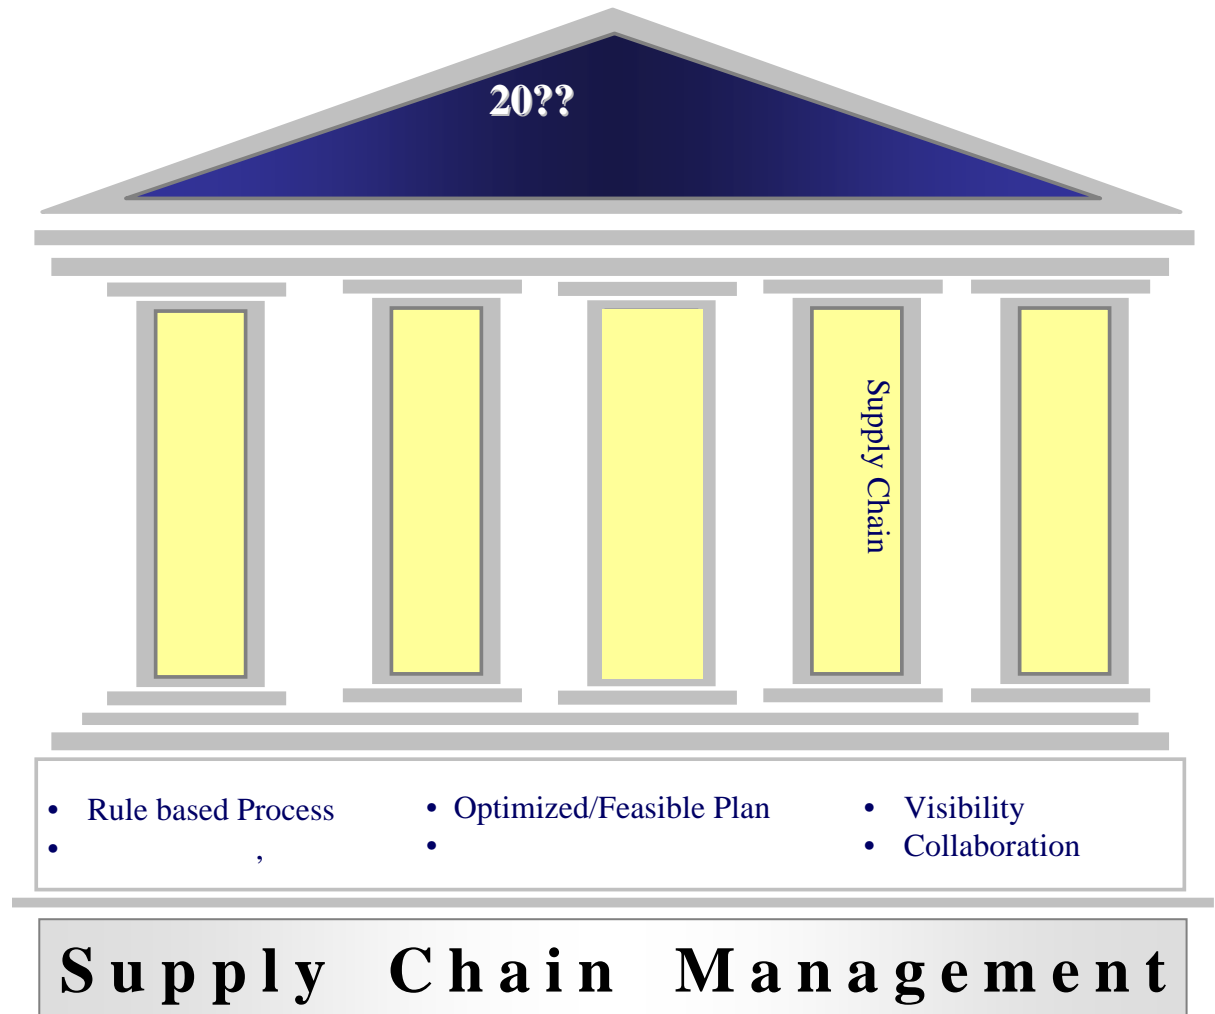 20??
Supply Chain
• Rule based Process
• ,
• Optimized/Feasible Plan
•
• Visibility
• Collaboration
Supply Chain Management